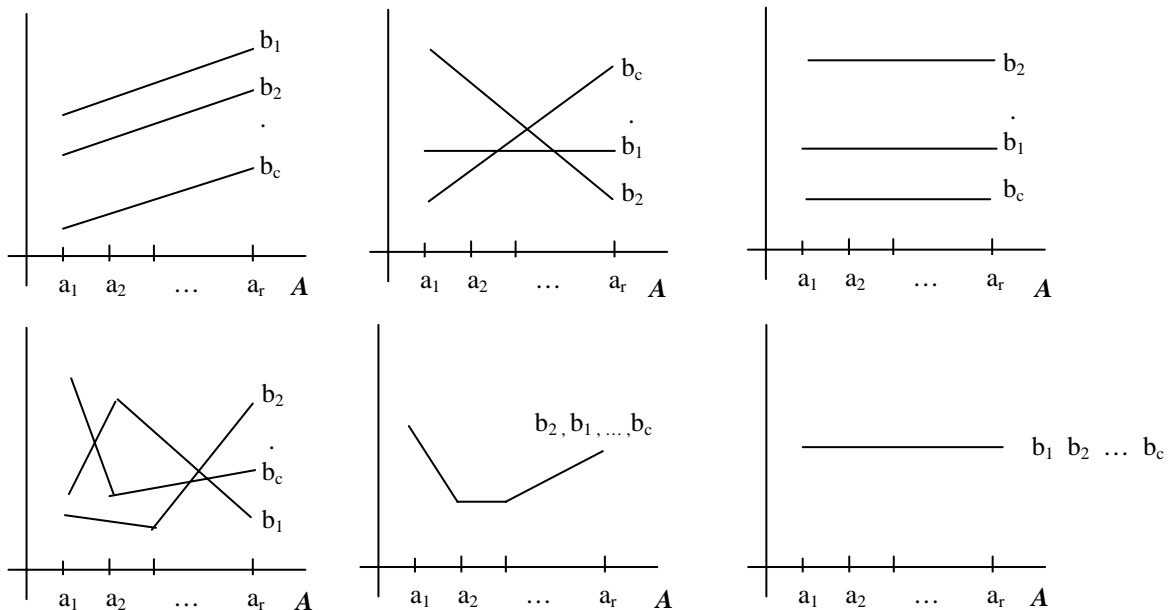 b1
b2
.
bc
a1 a2 … ar A
bc
.
b1
b2
a1 a2 … ar A
b2
.
b1
bc
a1 a2 … ar A
b2
.
bc
b1
a1 a2 … ar A
b2 , b1 , ... ,bc
a1 a2 … ar A
b1 b2 … bc
a1 a2 … ar A